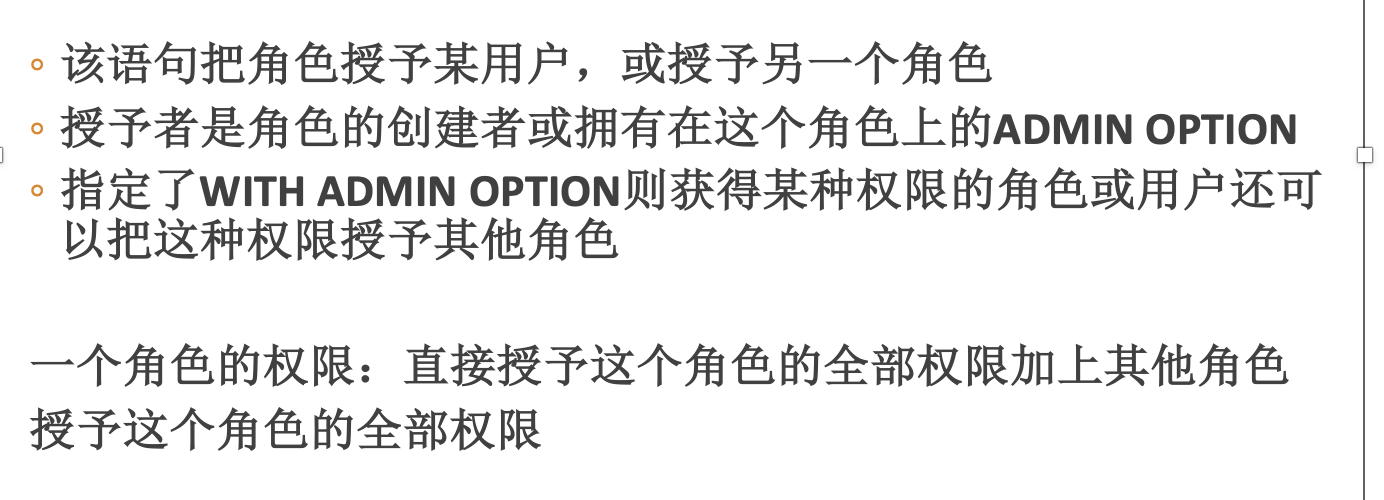 该语句把角色授予某用户，或授予另一个角色
授予者是角色的创建者或拥有在这个角色上的ADMIN OPTION
指定了WITH ADMIN OPTION则获得某种权限的角色或用户还可
以把这种权限授予其他角色
一个角色的权限：直接授予这个角色的全部权限加上其他角色
授予这个角色的全部权限